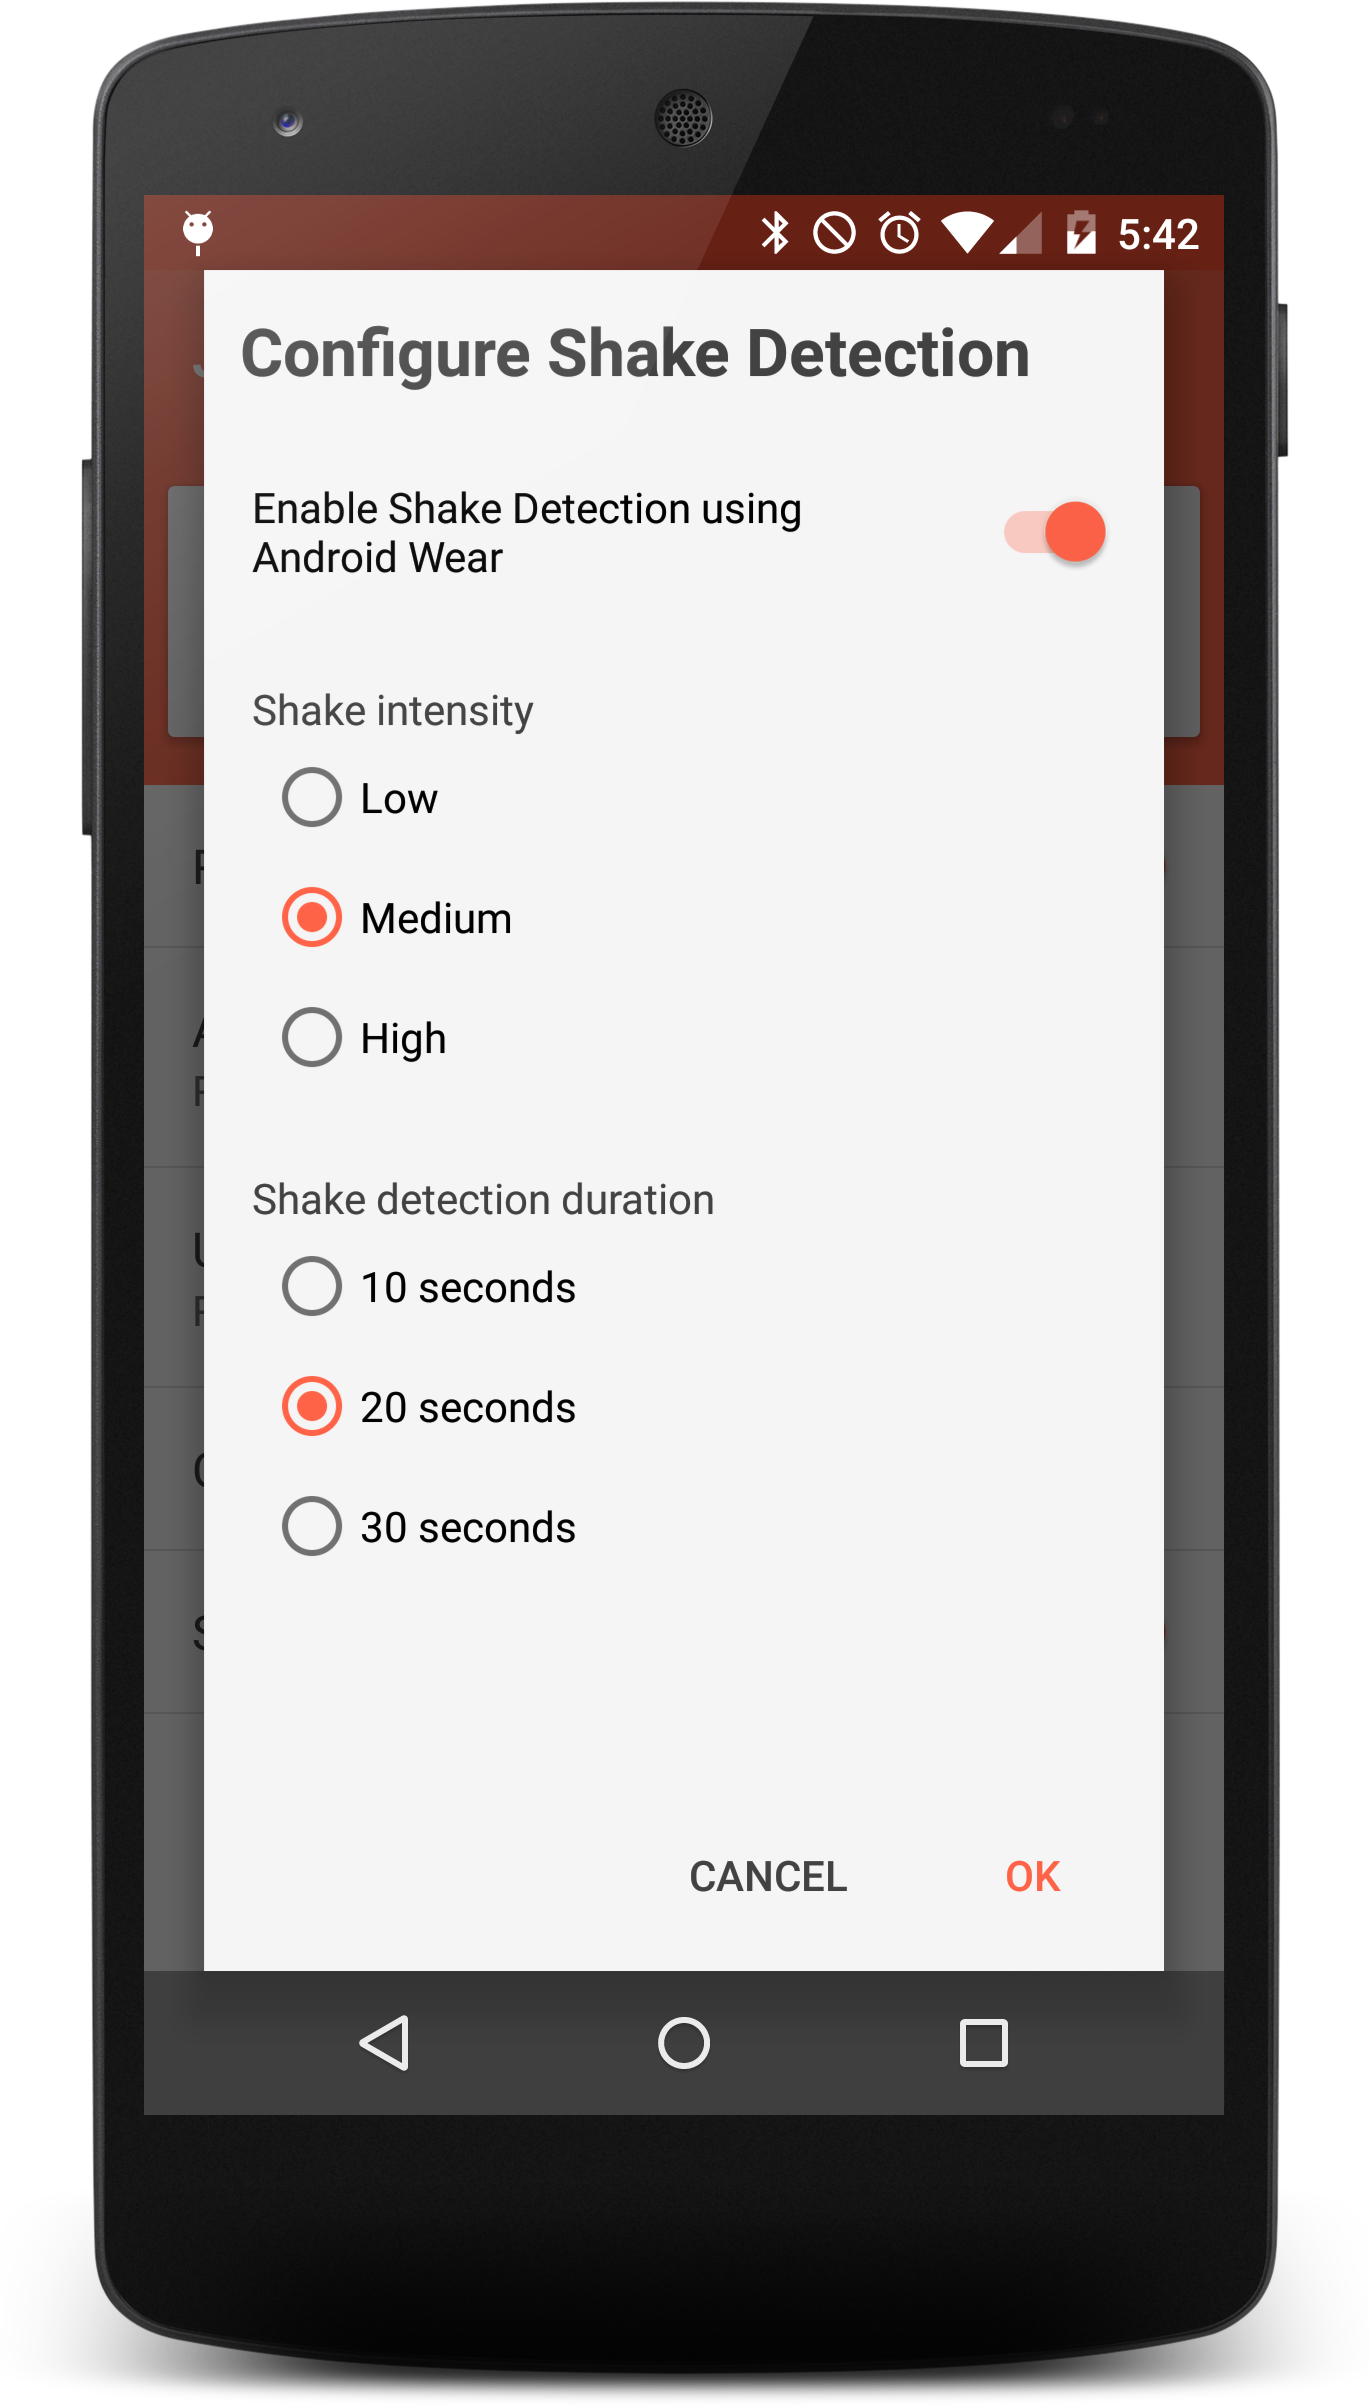 5:42
Configure Shake Detection
Enable Shake Detection using
Android Wear
Shake intensity
Low
Medium
High
Shake detection duration
10 seconds
20 seconds
30 seconds
CANCEL
OK